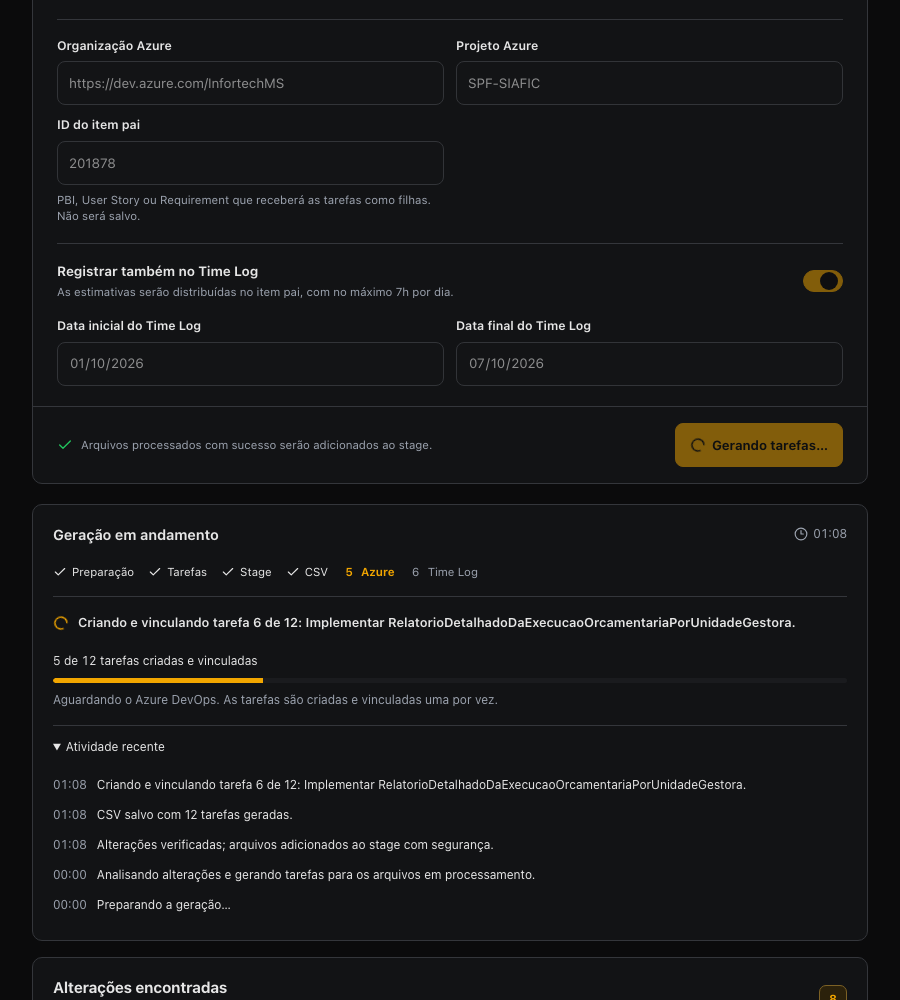 Organização Azure
Projeto Azure
https://dev.azure.com/InfortechMS
SPF-SIAFIC
ID do item pai
201878
PBI, User Story ou Requirement que receberá as tarefas como filhas.
Não será salvo.
Registrar também no Time Log
As estimativas serão distribuídas no item pai, com no máximo 7h por dia.
Data inicial do Time Log
Data final do Time Log
01/10/2026
07/10/2026
Arquivos processados com sucesso serão adicionados ao stage.
Gerando tarefas...
Geração em andamento
01:08
Preparação Tarefas Stage CSV 5 Azure 6 Time Log
Criando e vinculando tarefa 6 de 12: Implementar RelatorioDetalhadoDaExecucaoOrcamentariaPorUnidadeGestora.
5 de 12 tarefas criadas e vinculadas
Aguardando o Azure DevOps. As tarefas são criadas e vinculadas uma por vez.
Atividade recente
01:08 Criando e vinculando tarefa 6 de 12: Implementar RelatorioDetalhadoDaExecucaoOrcamentariaPorUnidadeGestora.
01:08 CSV salvo com 12 tarefas geradas.
01:08 Alterações verificadas; arquivos adicionados ao stage com segurança.
00:00 Analisando alterações e gerando tarefas para os arquivos em processamento.
00:00 Preparando a geração...
Alterações encontradas
8